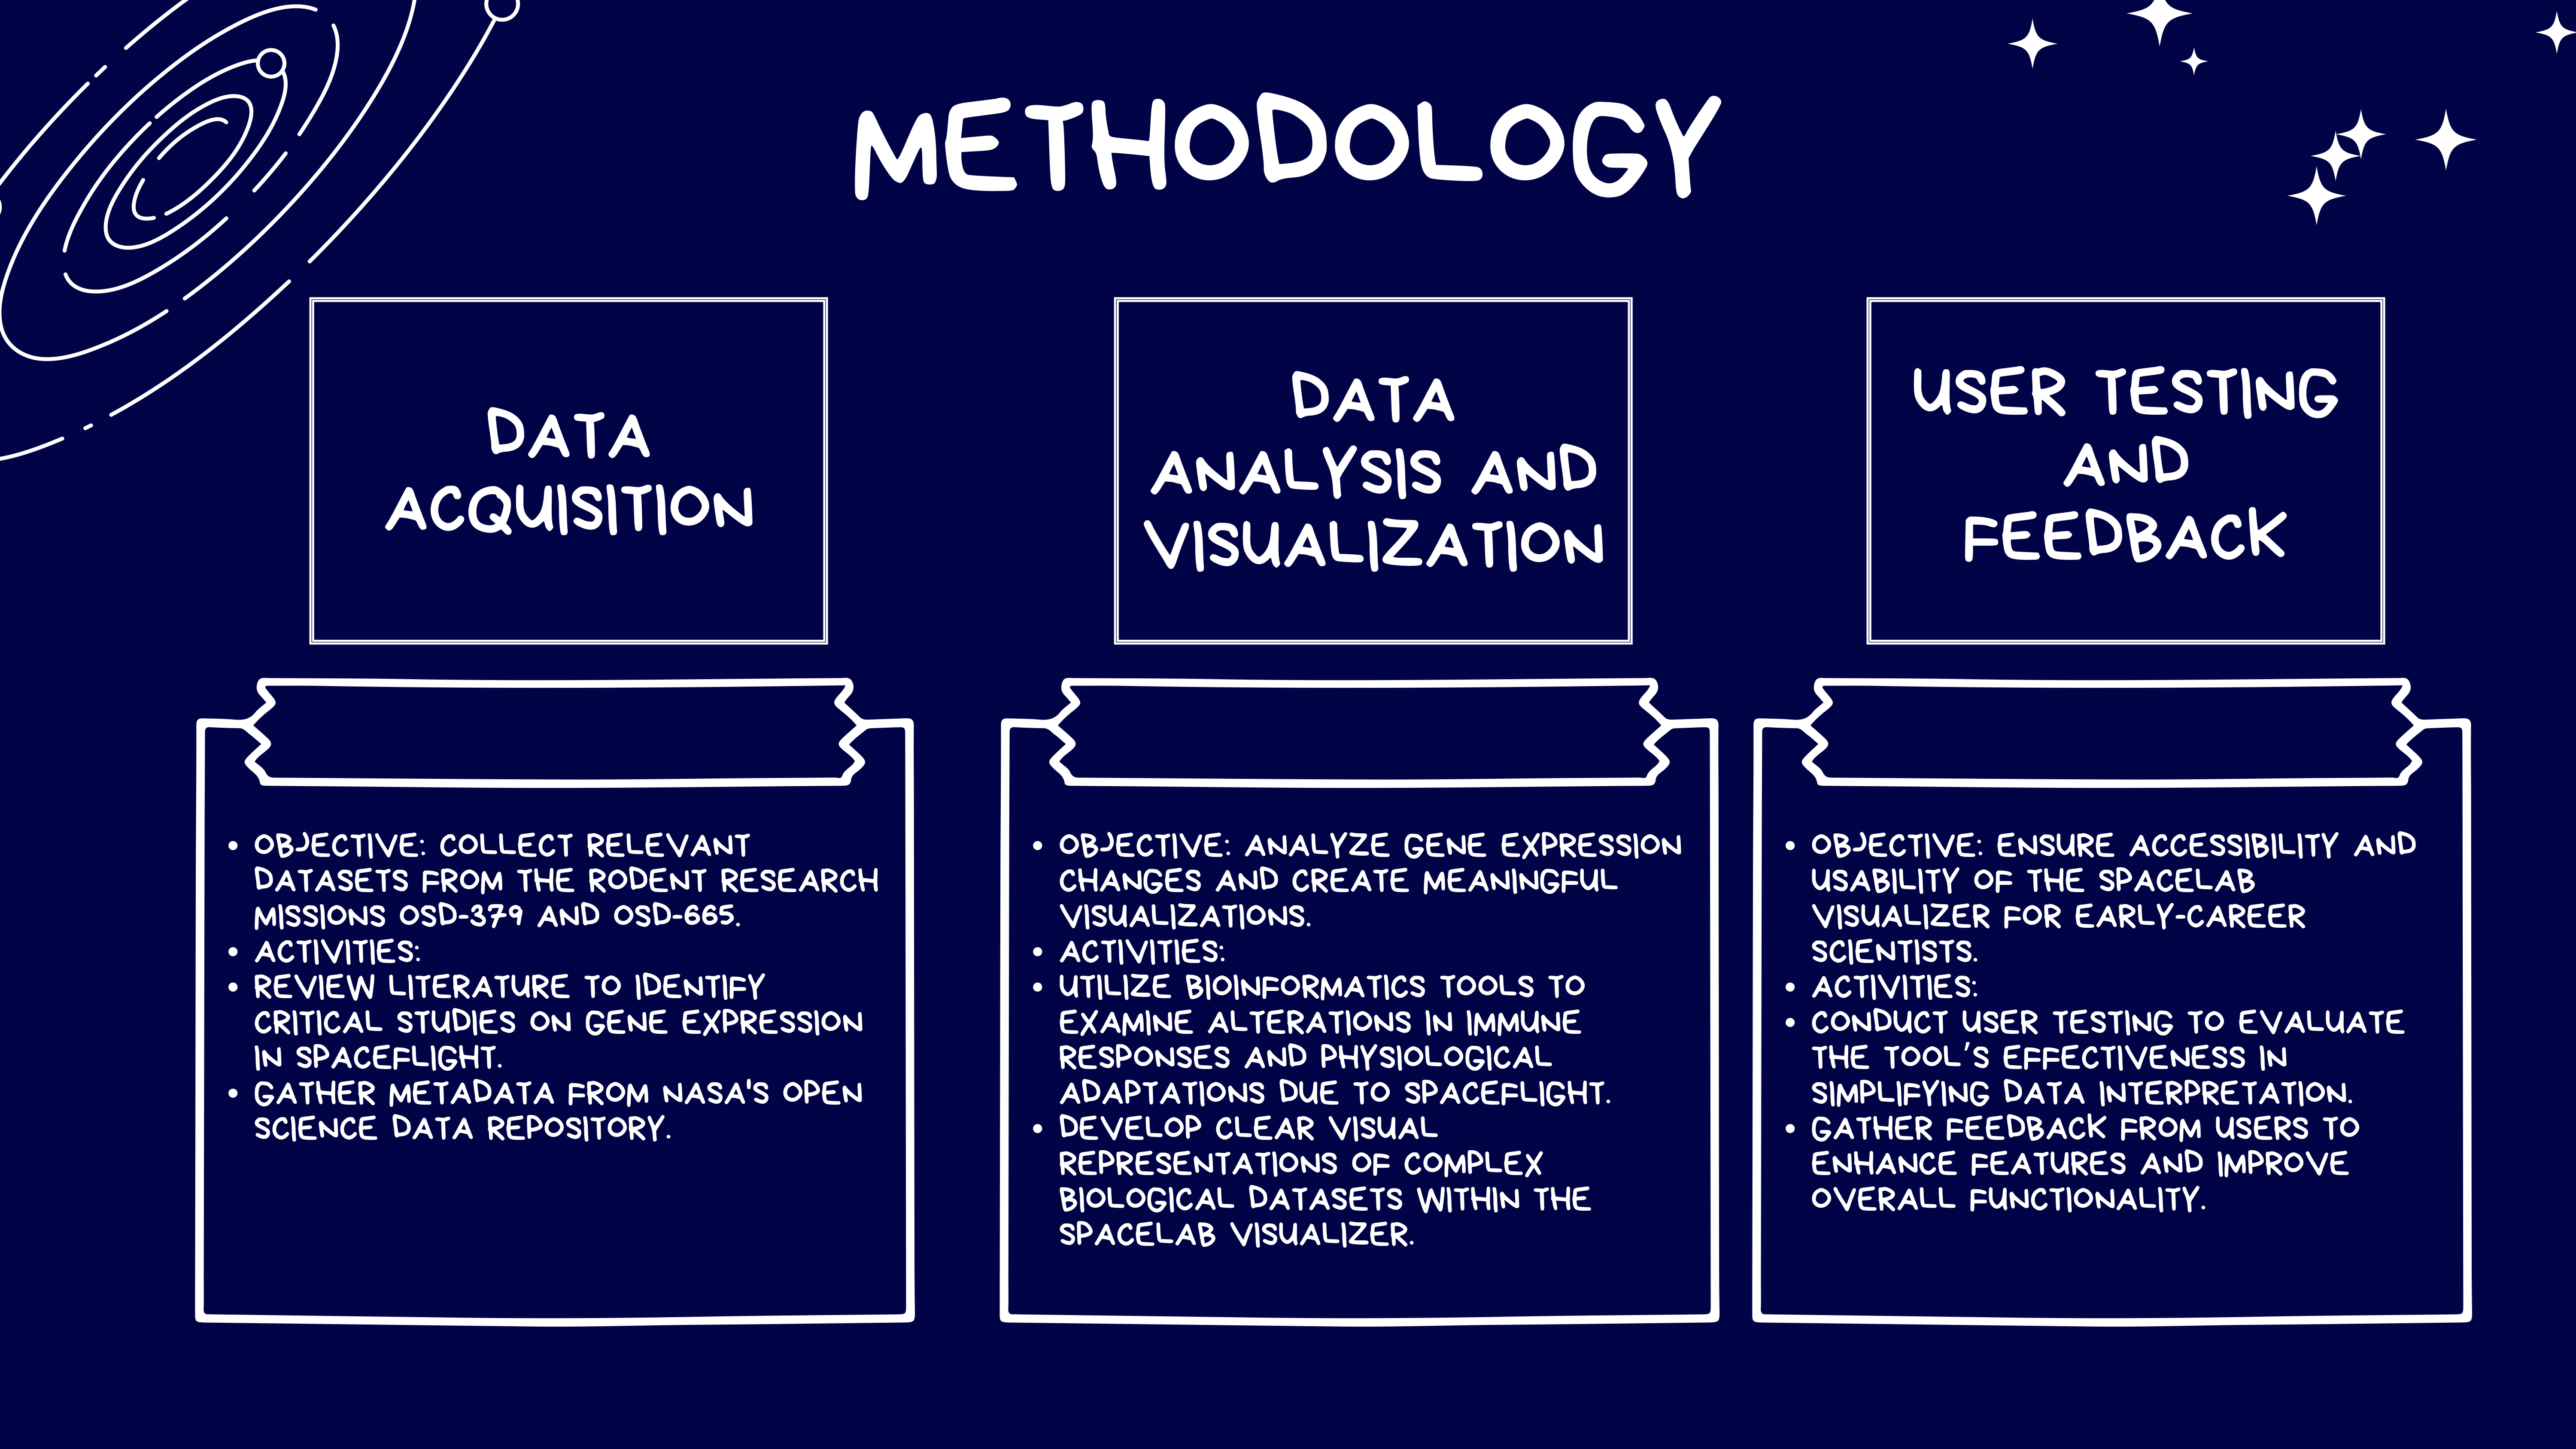 METHODOLOGY
DATA
ACQUISITION
• OBJECTIVE: COLLECT RELEVANT
DATASETS FROM THE RODENT RESEARCH
MISSIONS OSD-379 AND OSD-665.
• ACTIVITIES:
• REVIEW LITERATURE TO IDENTIFY
CRITICAL STUDIES ON GENE EXPRESSION
IN SPACEFLIGHT.
• GATHER METADATA FROM NASA'S OPEN
SCIENCE DATA REPOSITORY.
DATA
ANALYSIS AND
VISUALIZATION
• OBJECTIVE: ANALYZE GENE EXPRESSION
CHANGES AND CREATE MEANINGFUL
VISUALIZATIONS.
• ACTIVITIES:
• UTILIZE BIOINFORMATICS TOOLS TO
EXAMINE ALTERATIONS IN IMMUNE
RESPONSES AND PHYSIOLOGICAL
ADAPTATIONS DUE TO SPACEFLIGHT.
• DEVELOP CLEAR VISUAL
REPRESENTATIONS OF COMPLEX
BIOLOGICAL DATASETS WITHIN THE
SPACELAB VISUALIZER.
USER TESTING
AND
FEEDBACK
• OBJECTIVE: ENSURE ACCESSIBILITY AND
USABILITY OF THE SPACELAB
VISUALIZER FOR EARLY-CAREER
SCIENTISTS.
• ACTIVITIES:
• CONDUCT USER TESTING TO EVALUATE
THE TOOL’S EFFECTIVENESS IN
SIMPLIFYING DATA INTERPRETATION.
• GATHER FEEDBACK FROM USERS TO
ENHANCE FEATURES AND IMPROVE
OVERALL FUNCTIONALITY.